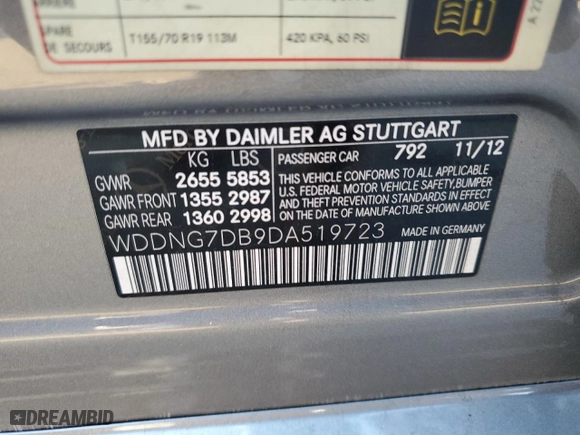 SPARE
DE SECOURS
T155/70 R19 113M
420 KPA, 60 PSI
A 22
MFD BY DAIMLER AG STUTTGART
KG LBS
GVWR 2655 5853
GAWR FRONT 1355 2987
GAWR REAR 1360 2998
PASSENGER CAR 792 11/12
THIS VEHICLE CONFORMS TO ALL APPLICABLE
U.S. FEDERAL MOTOR VEHICLE SAFETY, BUMPER
AND THEFT PREVENTION STANDARDS IN EFFECT
ON THE DATE OF MANUFACTURE SHOWN ABOVE.
WDDNG7DB9DA519723
MADE IN GERMANY
DREAMBID